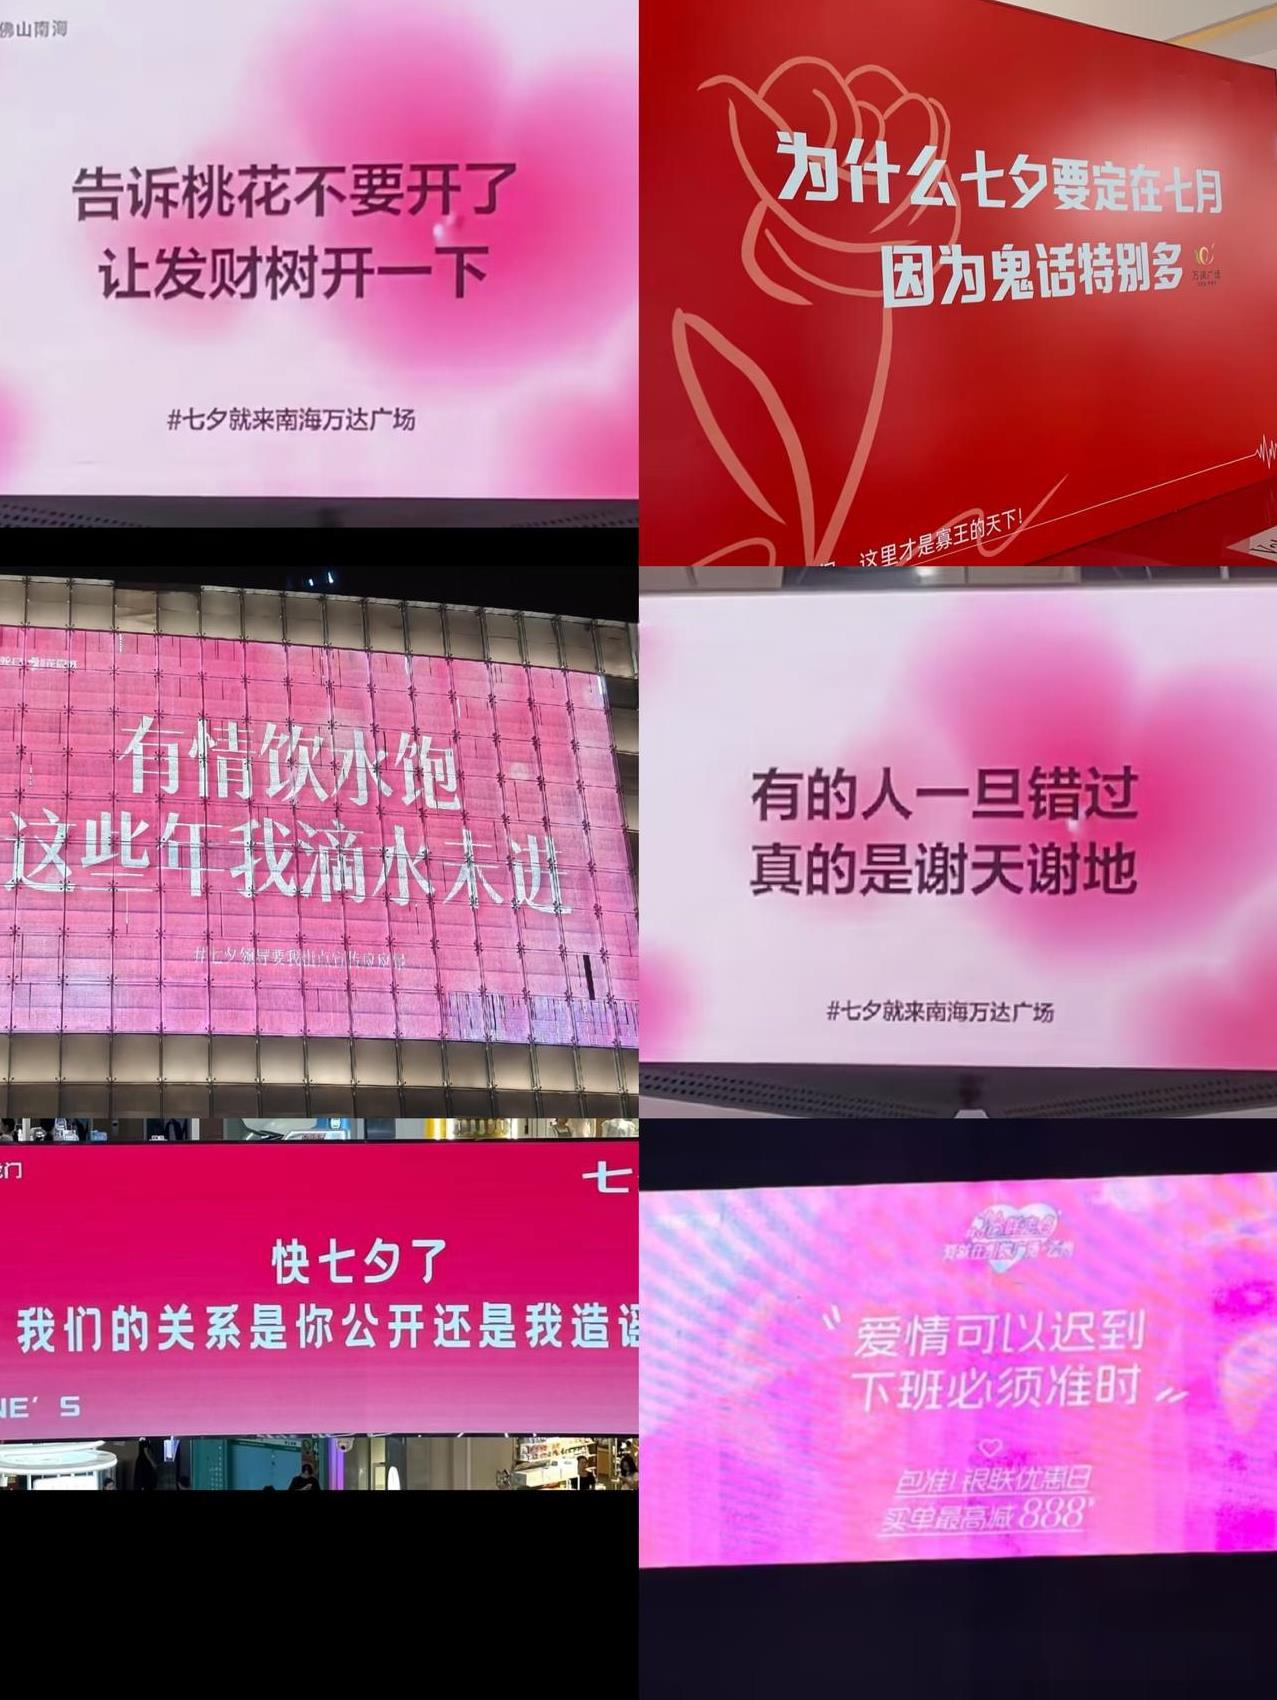 佛山南海
告诉桃花不要开了
让发财树开一下
#七夕就来南海万达广场
为什么七夕要定在七月
因为鬼话特别多
这里才是寡王的天下!
有情饮水饱
这些年我滴水未进
有的人一旦错过
真的是谢天谢地
#七夕就来南海万达广场
七
快七夕了
我们的关系是你公开还是我造谣
NE'S
爱情可以迟到
下班必须准时
包准!银联优惠日
买单最高减888